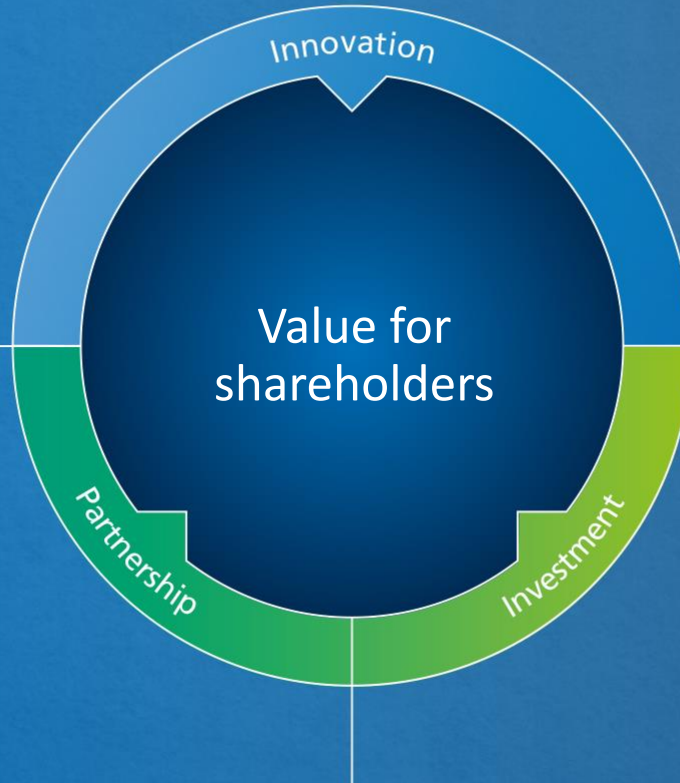 Innovation
Value for
shareholders
Partnership
Investment